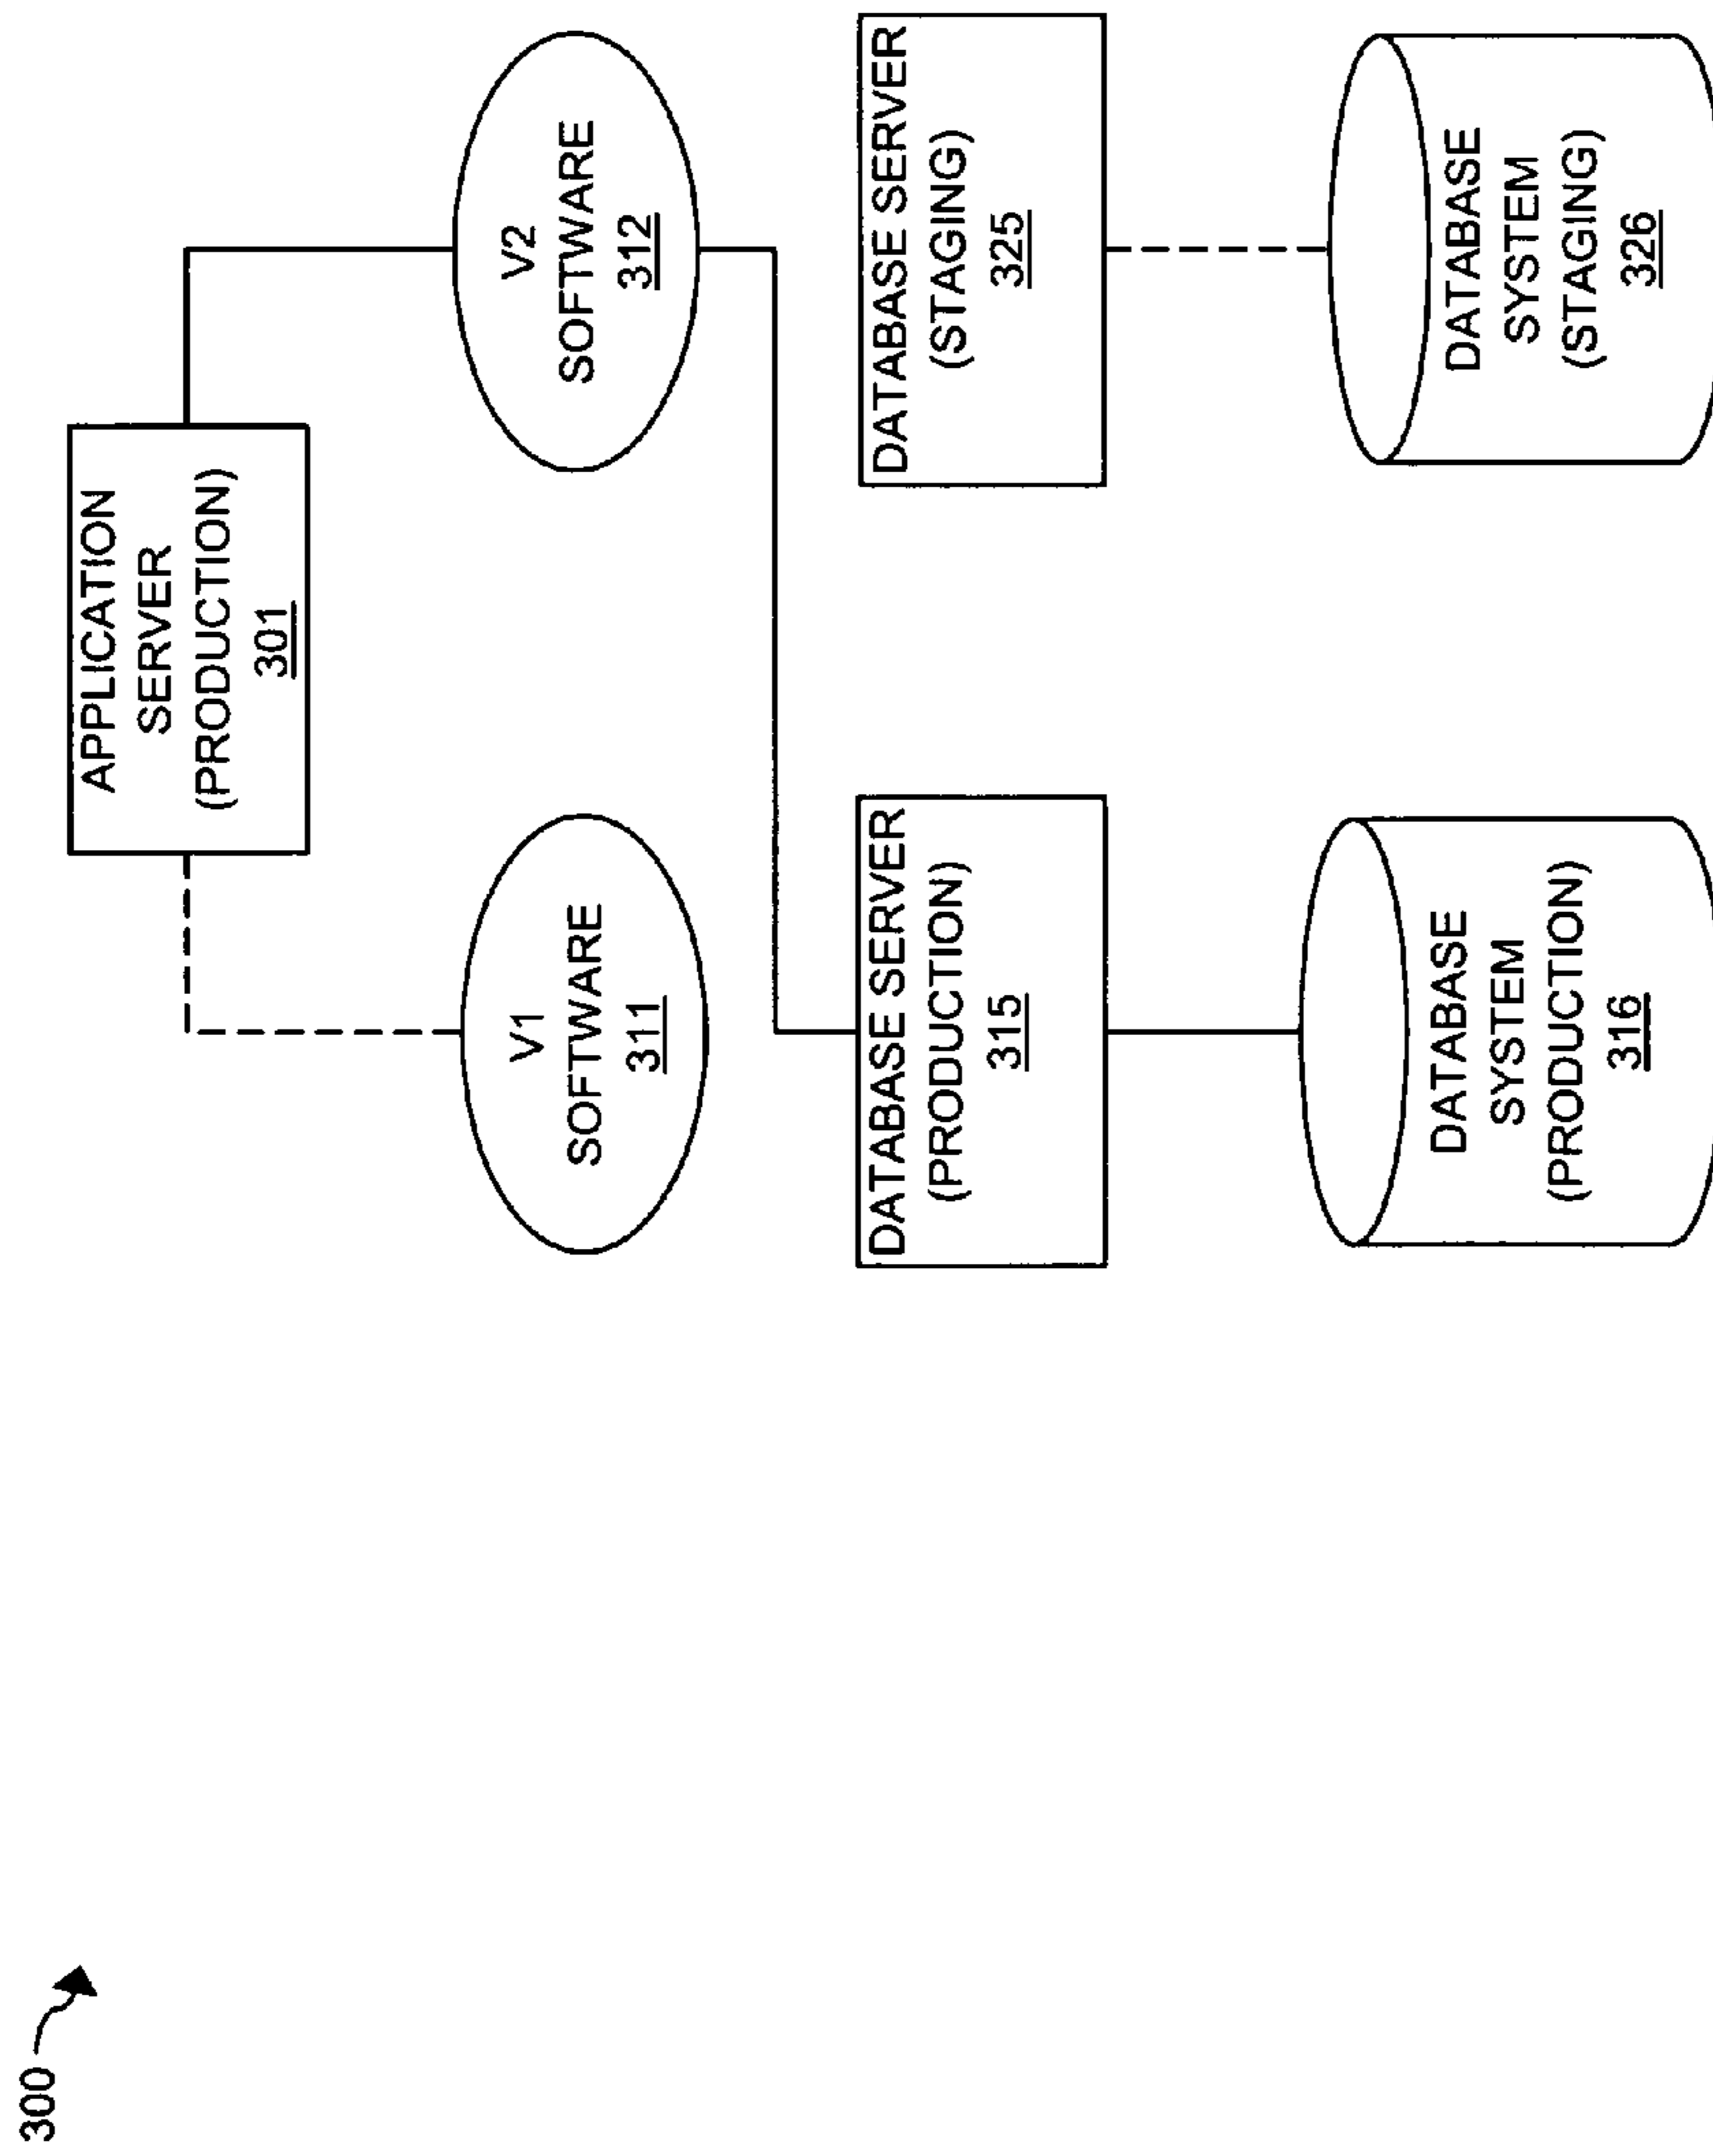 300
APPLICATION
SERVER
(PRODUCTION)
301
V1
SOFTWARE
311
V2
SOFTWARE
312
DATABASE SERVER
(PRODUCTION)
315
DATABASE SERVER
(STAGING)
325
DATABASE
SYSTEM
(PRODUCTION)
316
DATABASE
SYSTEM
(STAGING)
326